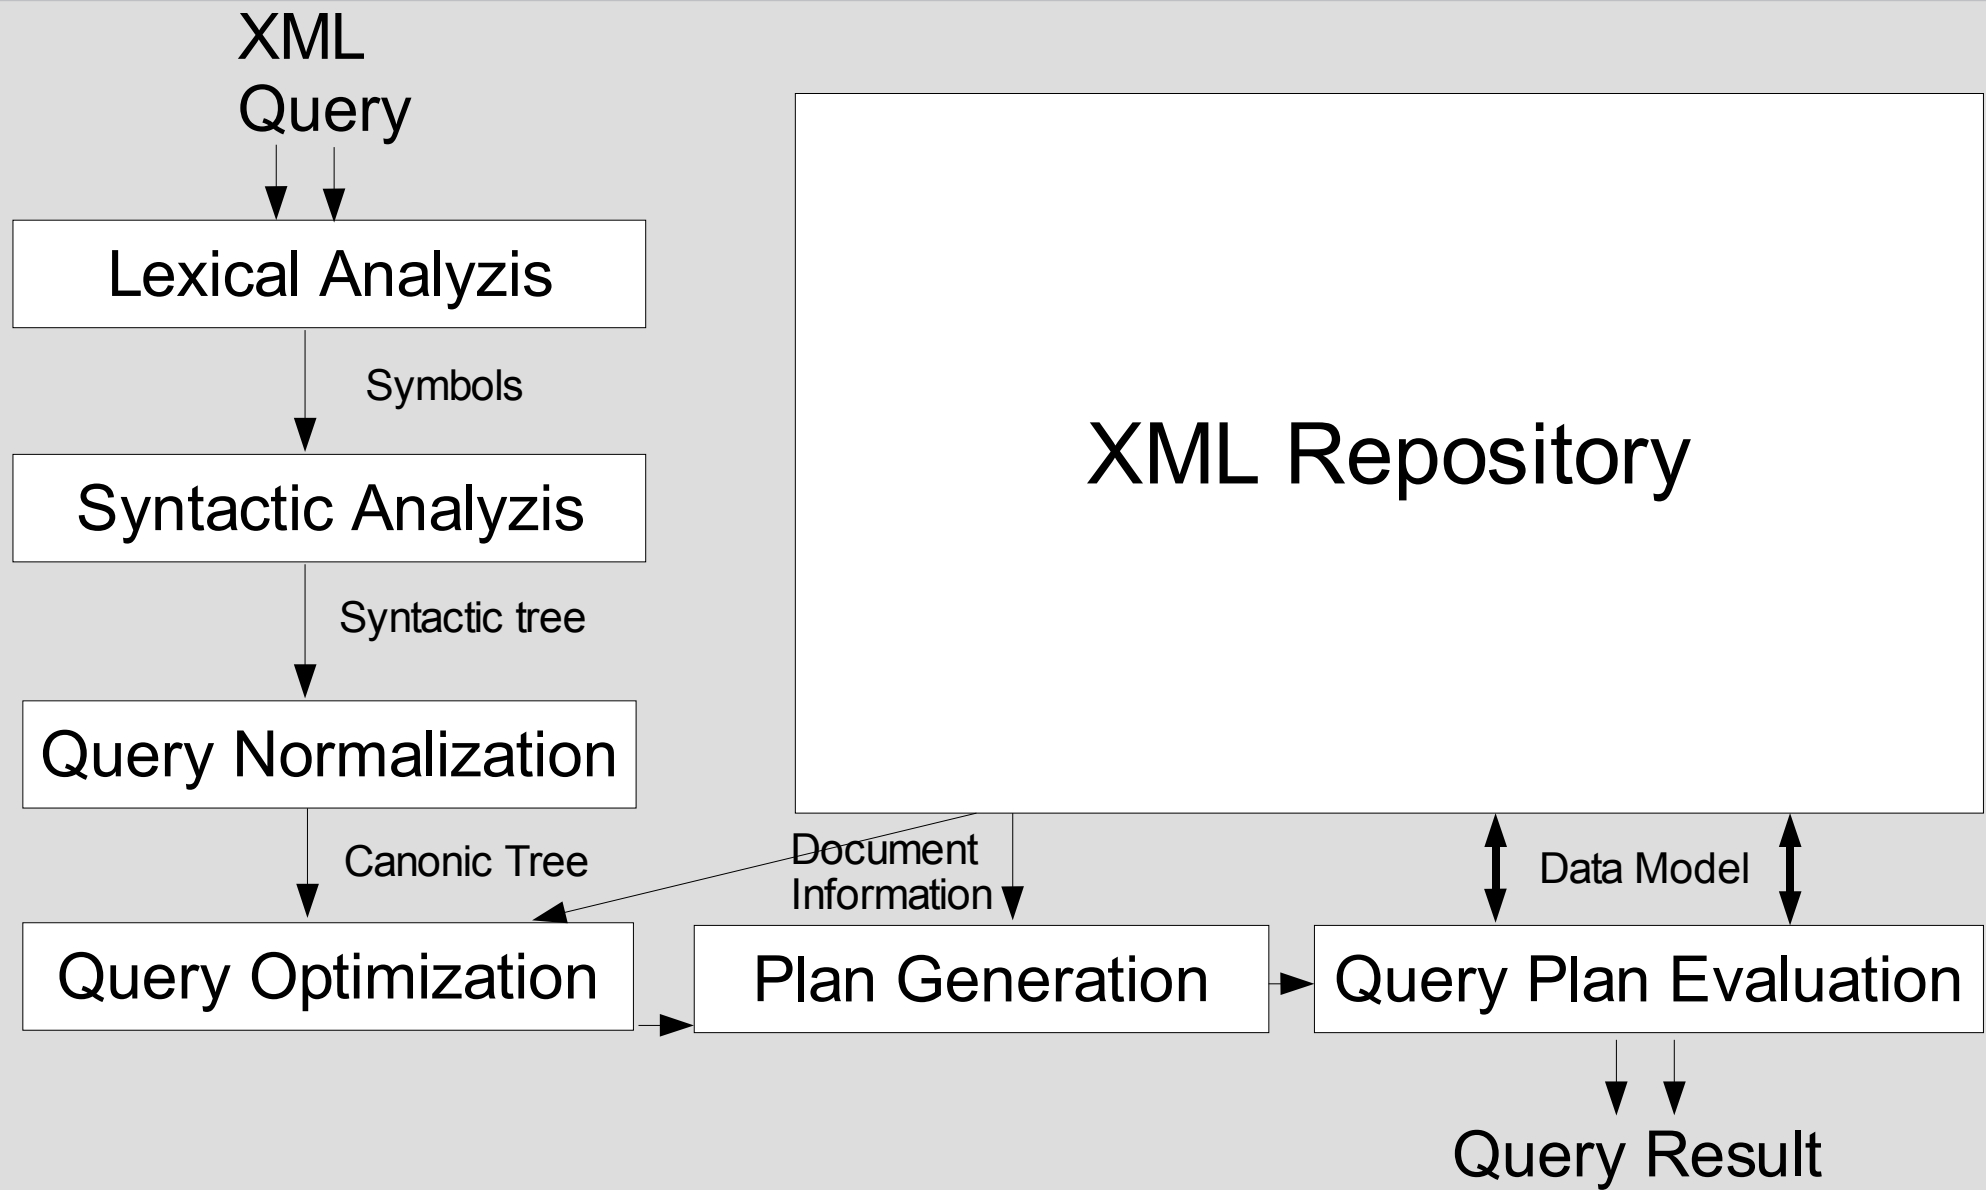 XML
Query
Lexical Analyzis
Symbols
Syntactic Analyzis
Syntactic tree
Query Normalization
Canonic Tree
Query Optimization
XML Repository
Document
Information
Data Model
Plan Generation
Query Plan Evaluation
Query Result